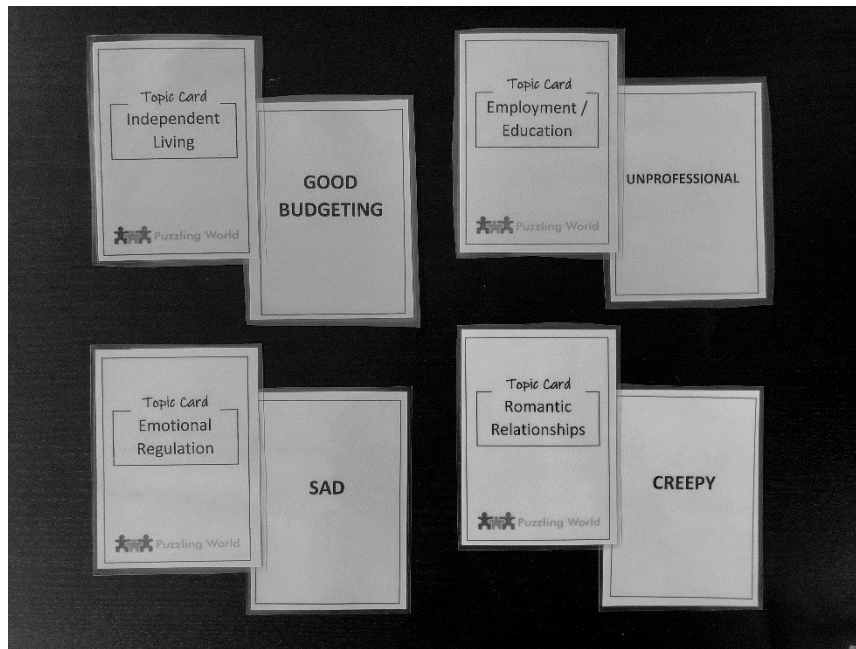 Topic Card
Independent
Living
Puzzling World
GOOD
BUDGETING
Topic Card
Employment /
Education
Puzzling World
UNPROFESSIONAL
Topic Card
Emotional
Regulation
Puzzling World
SAD
Topic Card
Romantic
Relationships
Puzzling World
CREEPY